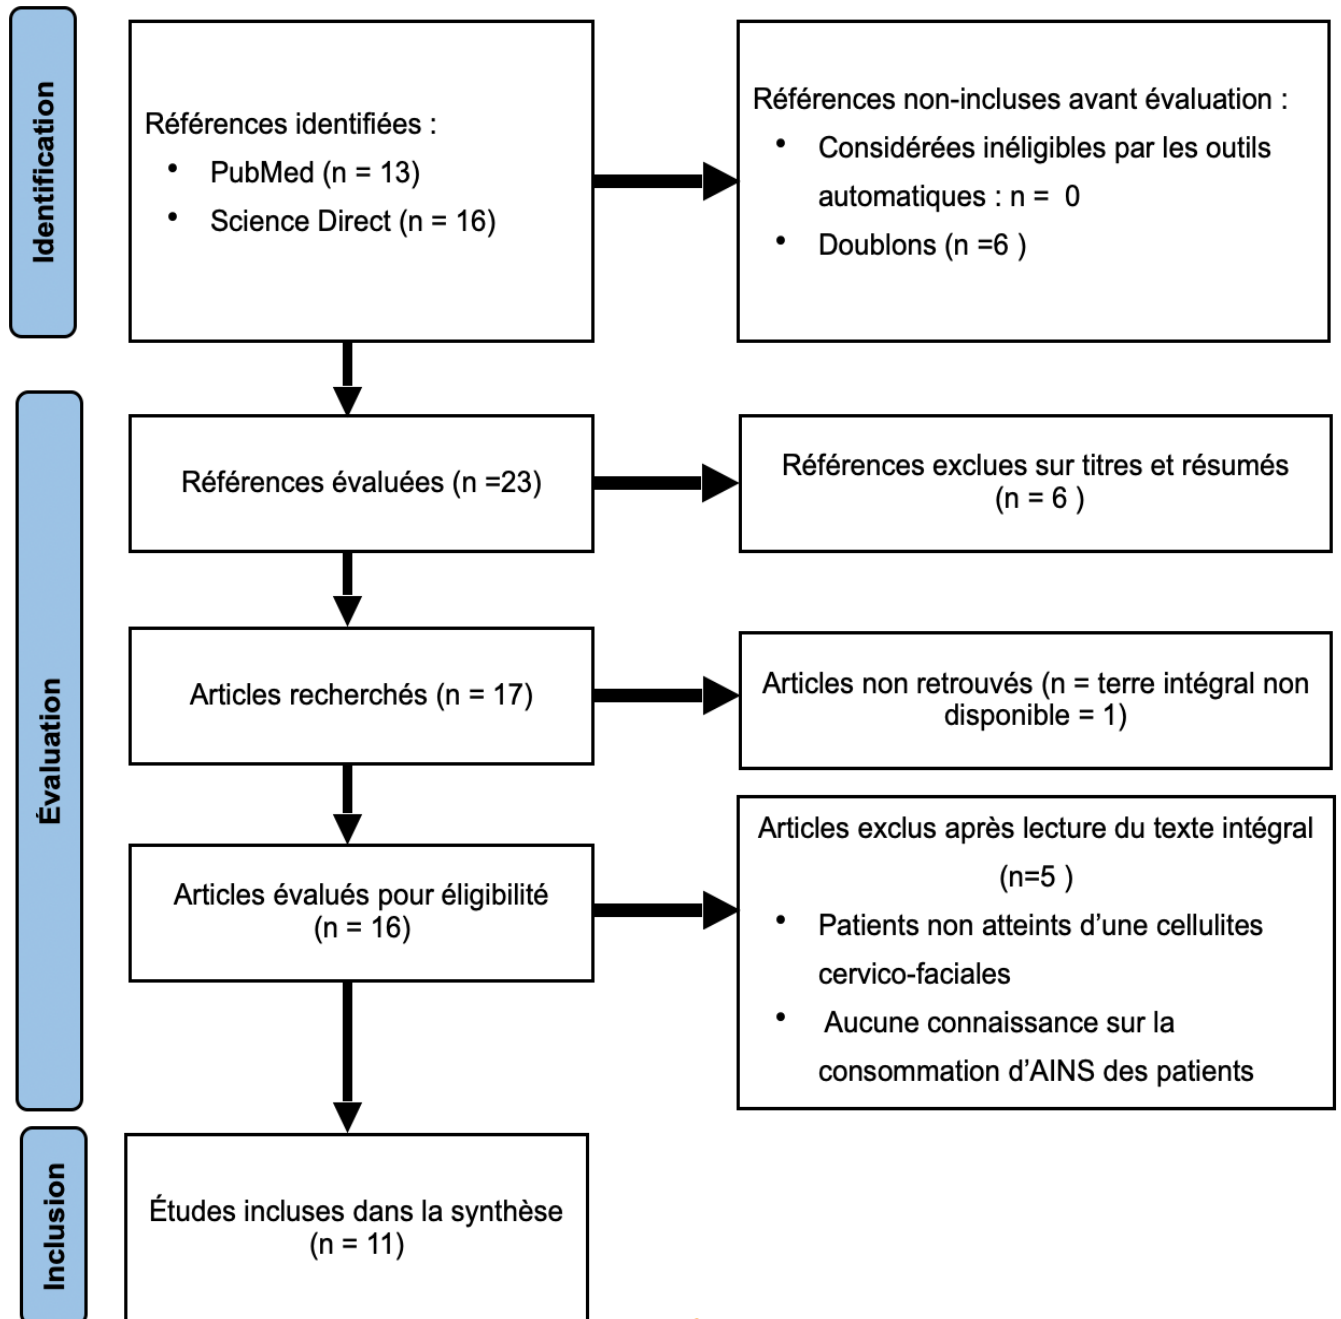 Identification
Références identifiées :
• PubMed (n = 13)
• Science Direct (n = 16)
Références non-incluses avant évaluation :
• Considérées inéligibles par les outils
automatiques : n = 0
• Doublons (n =6 )
Évaluation
Références évaluées (n =23)
Références exclues sur titres et résumés
(n = 6 )
Articles recherchés (n = 17)
Articles non retrouvés (n = terre intégral non
disponible = 1)
Articles évalués pour éligibilité
(n = 16)
Articles exclus après lecture du texte intégral
(n=5 )
• Patients non atteints d’une cellulites
cervico-faciales
• Aucune connaissance sur la
consommation d’AINS des patients
Inclusion
Études incluses dans la synthèse
(n = 11)